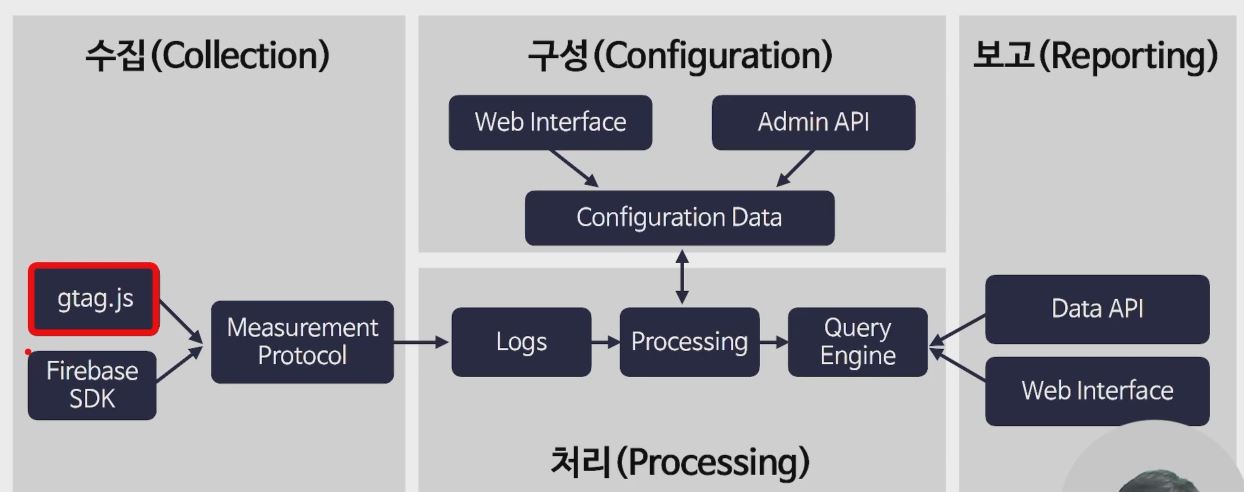 수집(Collection)
gtag.js
Firebase
SDK
Measurement
Protocol
구성(Configuration)
Web Interface
Admin API
Configuration Data
Logs
Processing
Query
Engine
처리(Processing)
보고(Reporting)
Data API
Web Interface